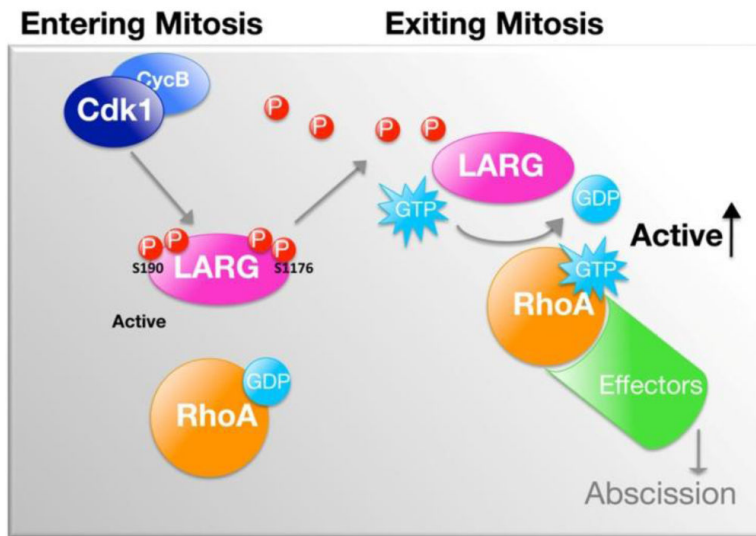 Entering Mitosis
Exiting Mitosis
CycB
Cdk1
P
P
P
P
LARG
GTP
GDP
Active
P
P
P
P
S190
LARG
S1176
Active
GTP
RhoA
GDP
RhoA
Effectors
Abscission